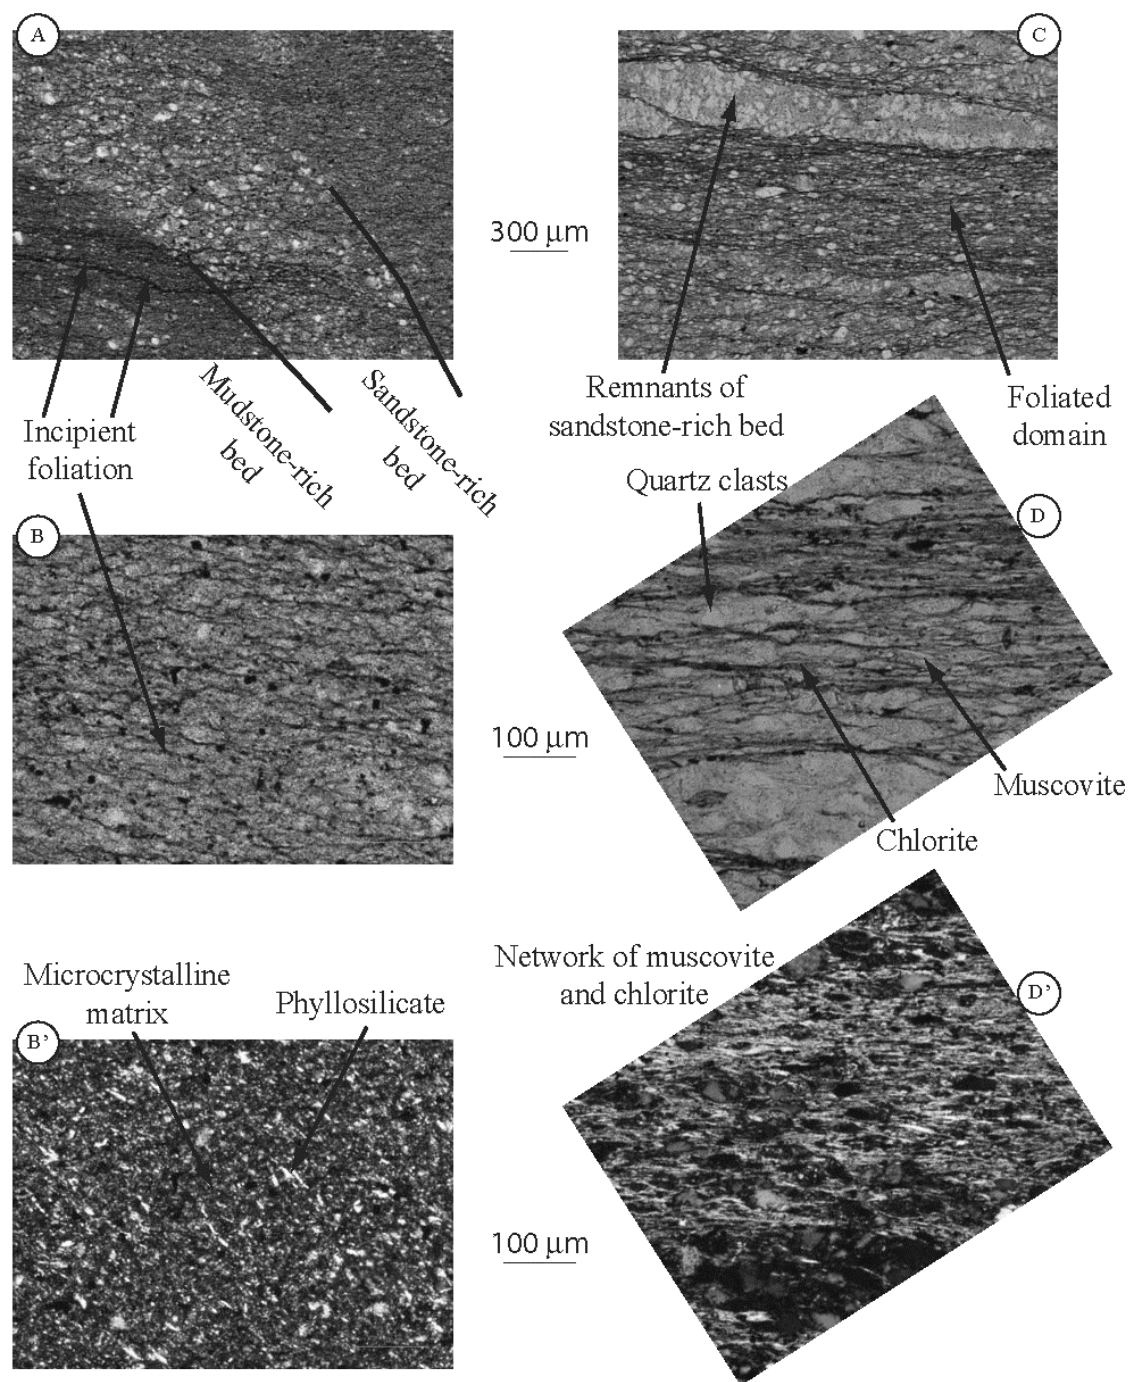 A
C
300 µm
Remnants of
sandstone-rich bed
Foliated
domain
Incipient
foliation
Mudstone-rich
bed
Sandstone-rich
bed
Quartz clasts
B
D
100 µm
Muscovite
Chlorite
Microcrystalline
matrix
Phyllosilicate
Network of muscovite
and chlorite
B’
D’
100 µm